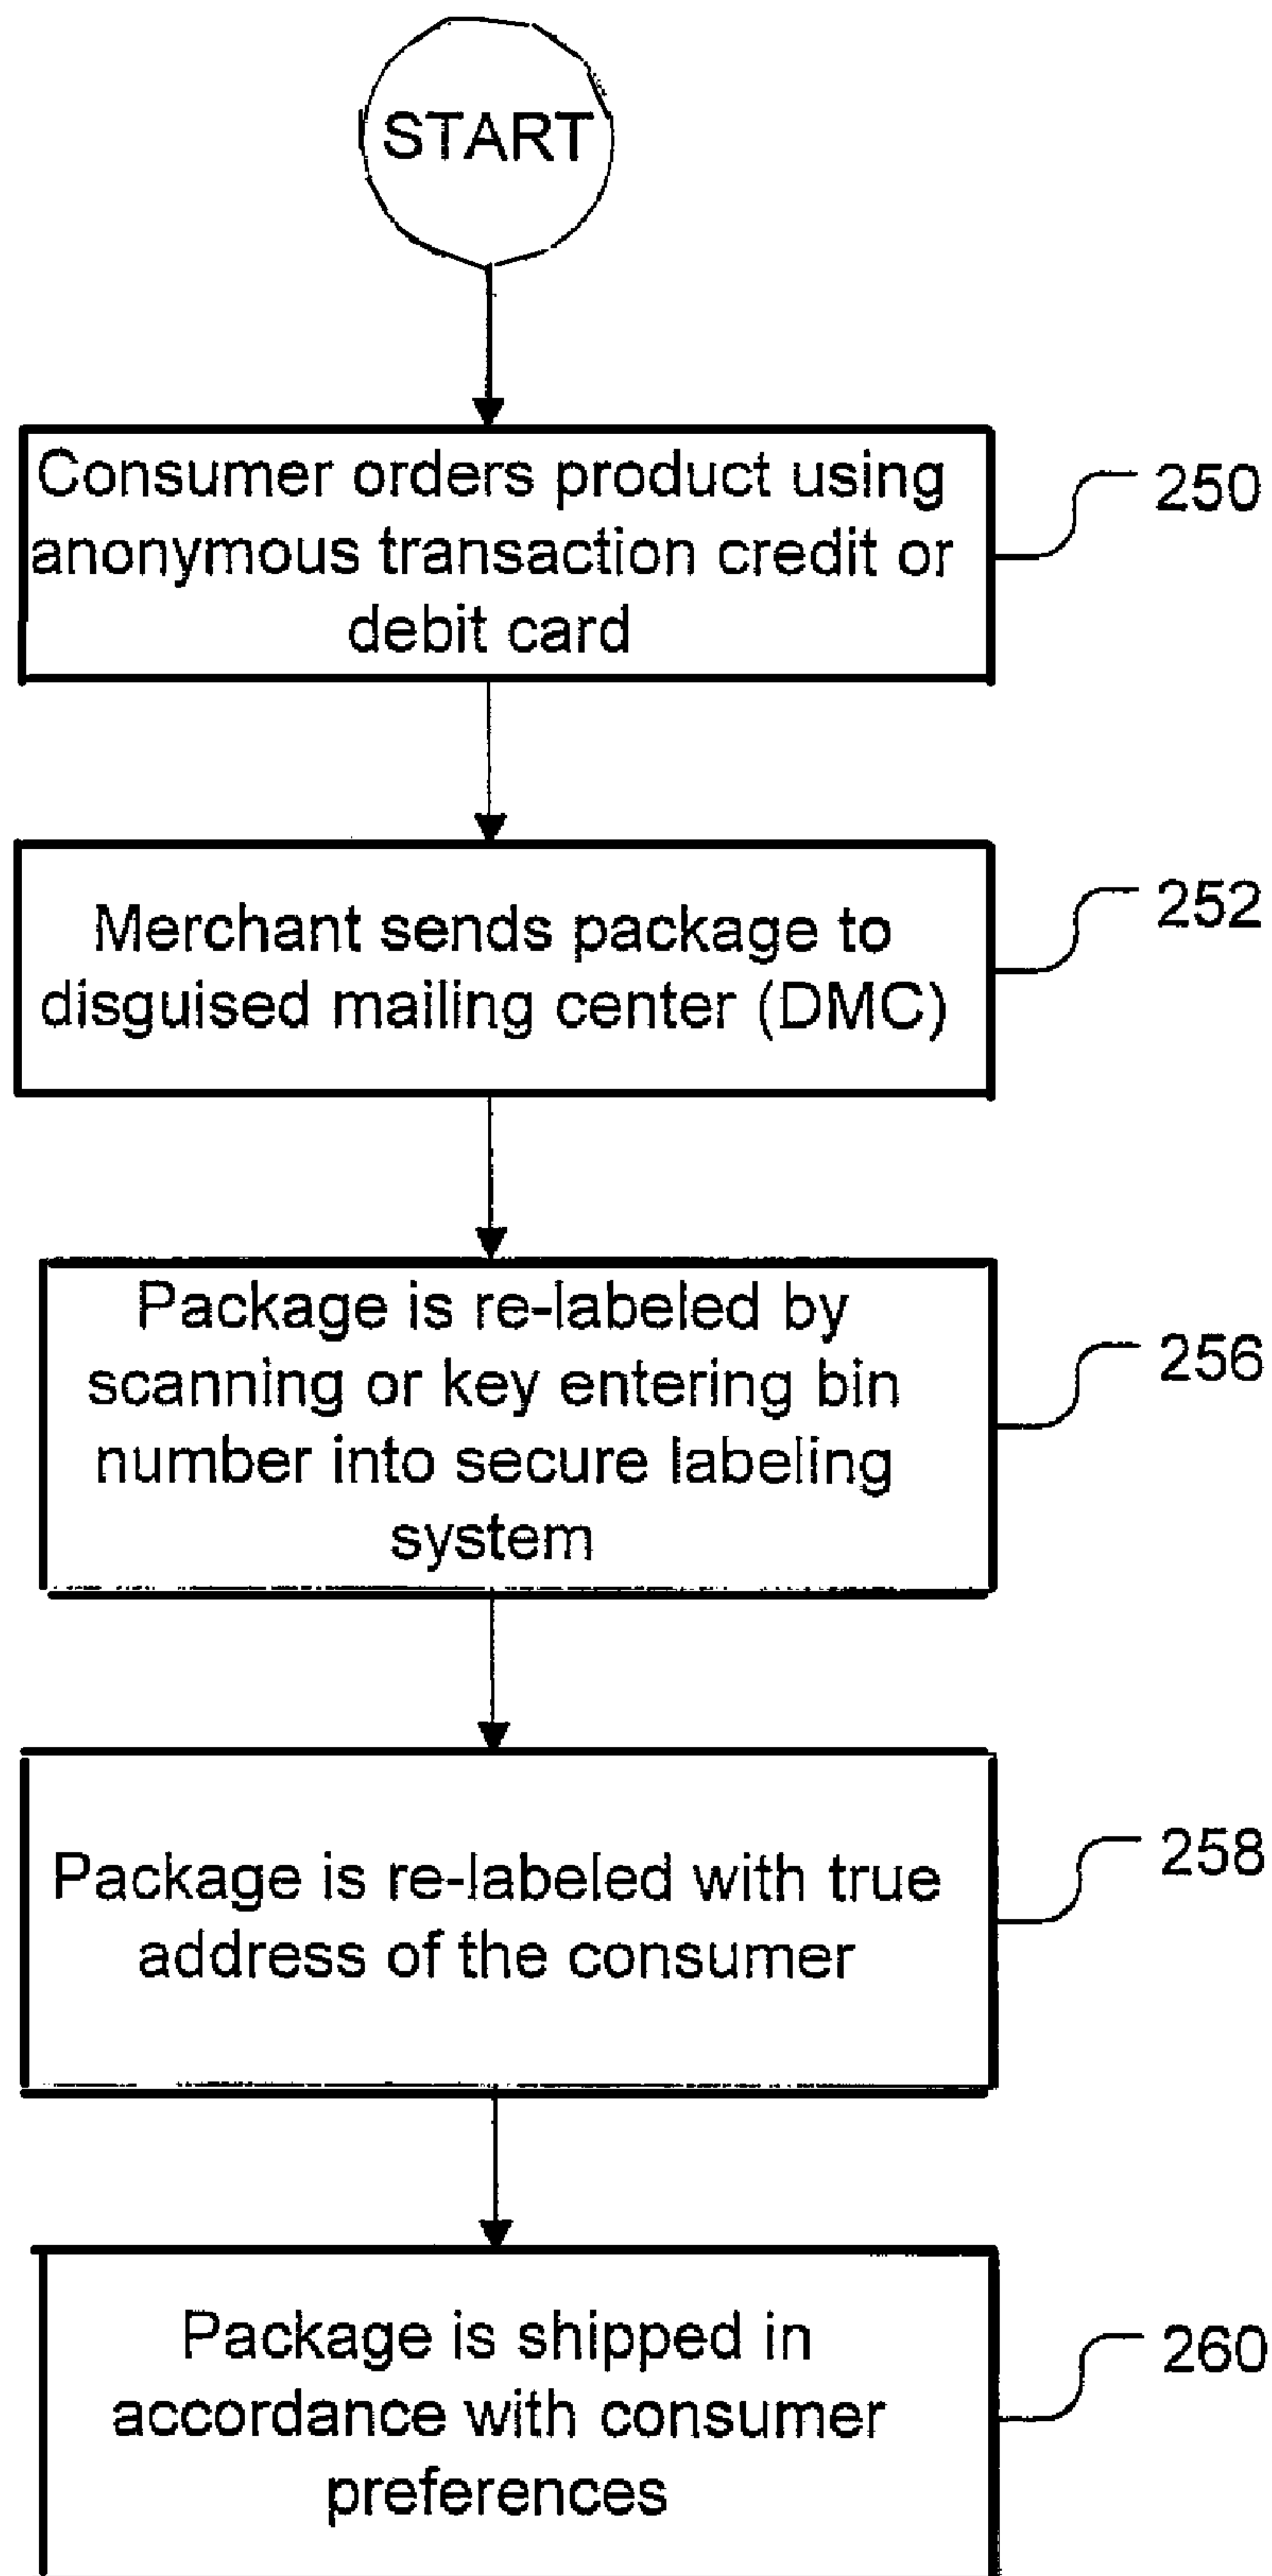 START
Consumer orders product using
anonymous transaction credit or
debit card
250
Merchant sends package to
disguised mailing center (DMC)
252
Package is re-labeled by
scanning or key entering bin
number into secure labeling
system
256
Package is re-labeled with true
address of the consumer
258
Package is shipped in
accordance with consumer
preferences
260